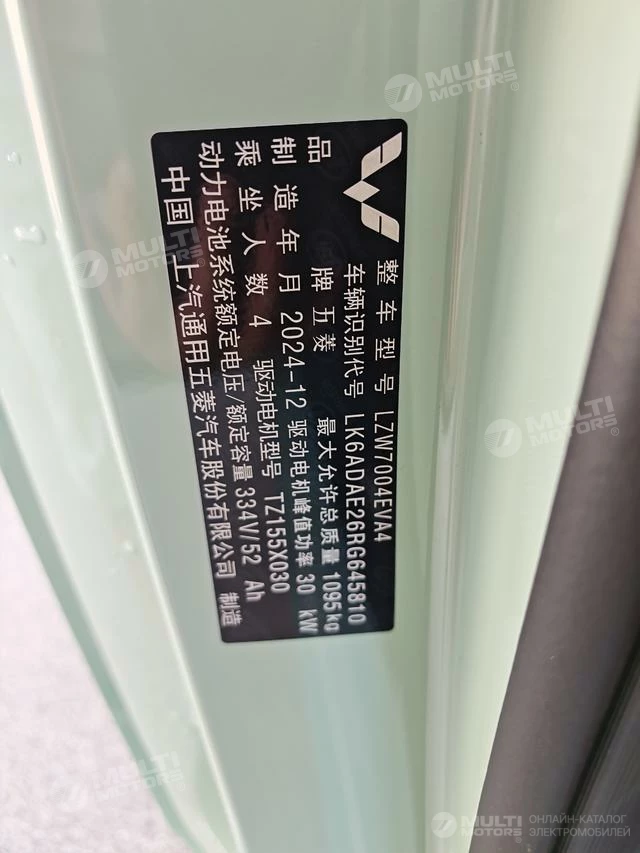 整车型号 LZW7004EVA4
车辆识别代号 LK6ADAE26RG645810
品牌 五菱 最大允许总质量 1095kg
制造年月 2024-12 驱动电机峰值功率 30 kW
乘坐人数 4 驱动电机型号 TZ155X030
动力电池系统额定电压/额定容量 334V/52 Ah
中国 上汽通用五菱汽车股份有限公司 制造
MULTI MOTORS
MULTI MOTORS
MULTI MOTORS
MULTI MOTORS
MULTI MOTORS
ОНЛАЙН-КАТАЛОГ
ЭЛЕКТРОМОБИЛЕЙ